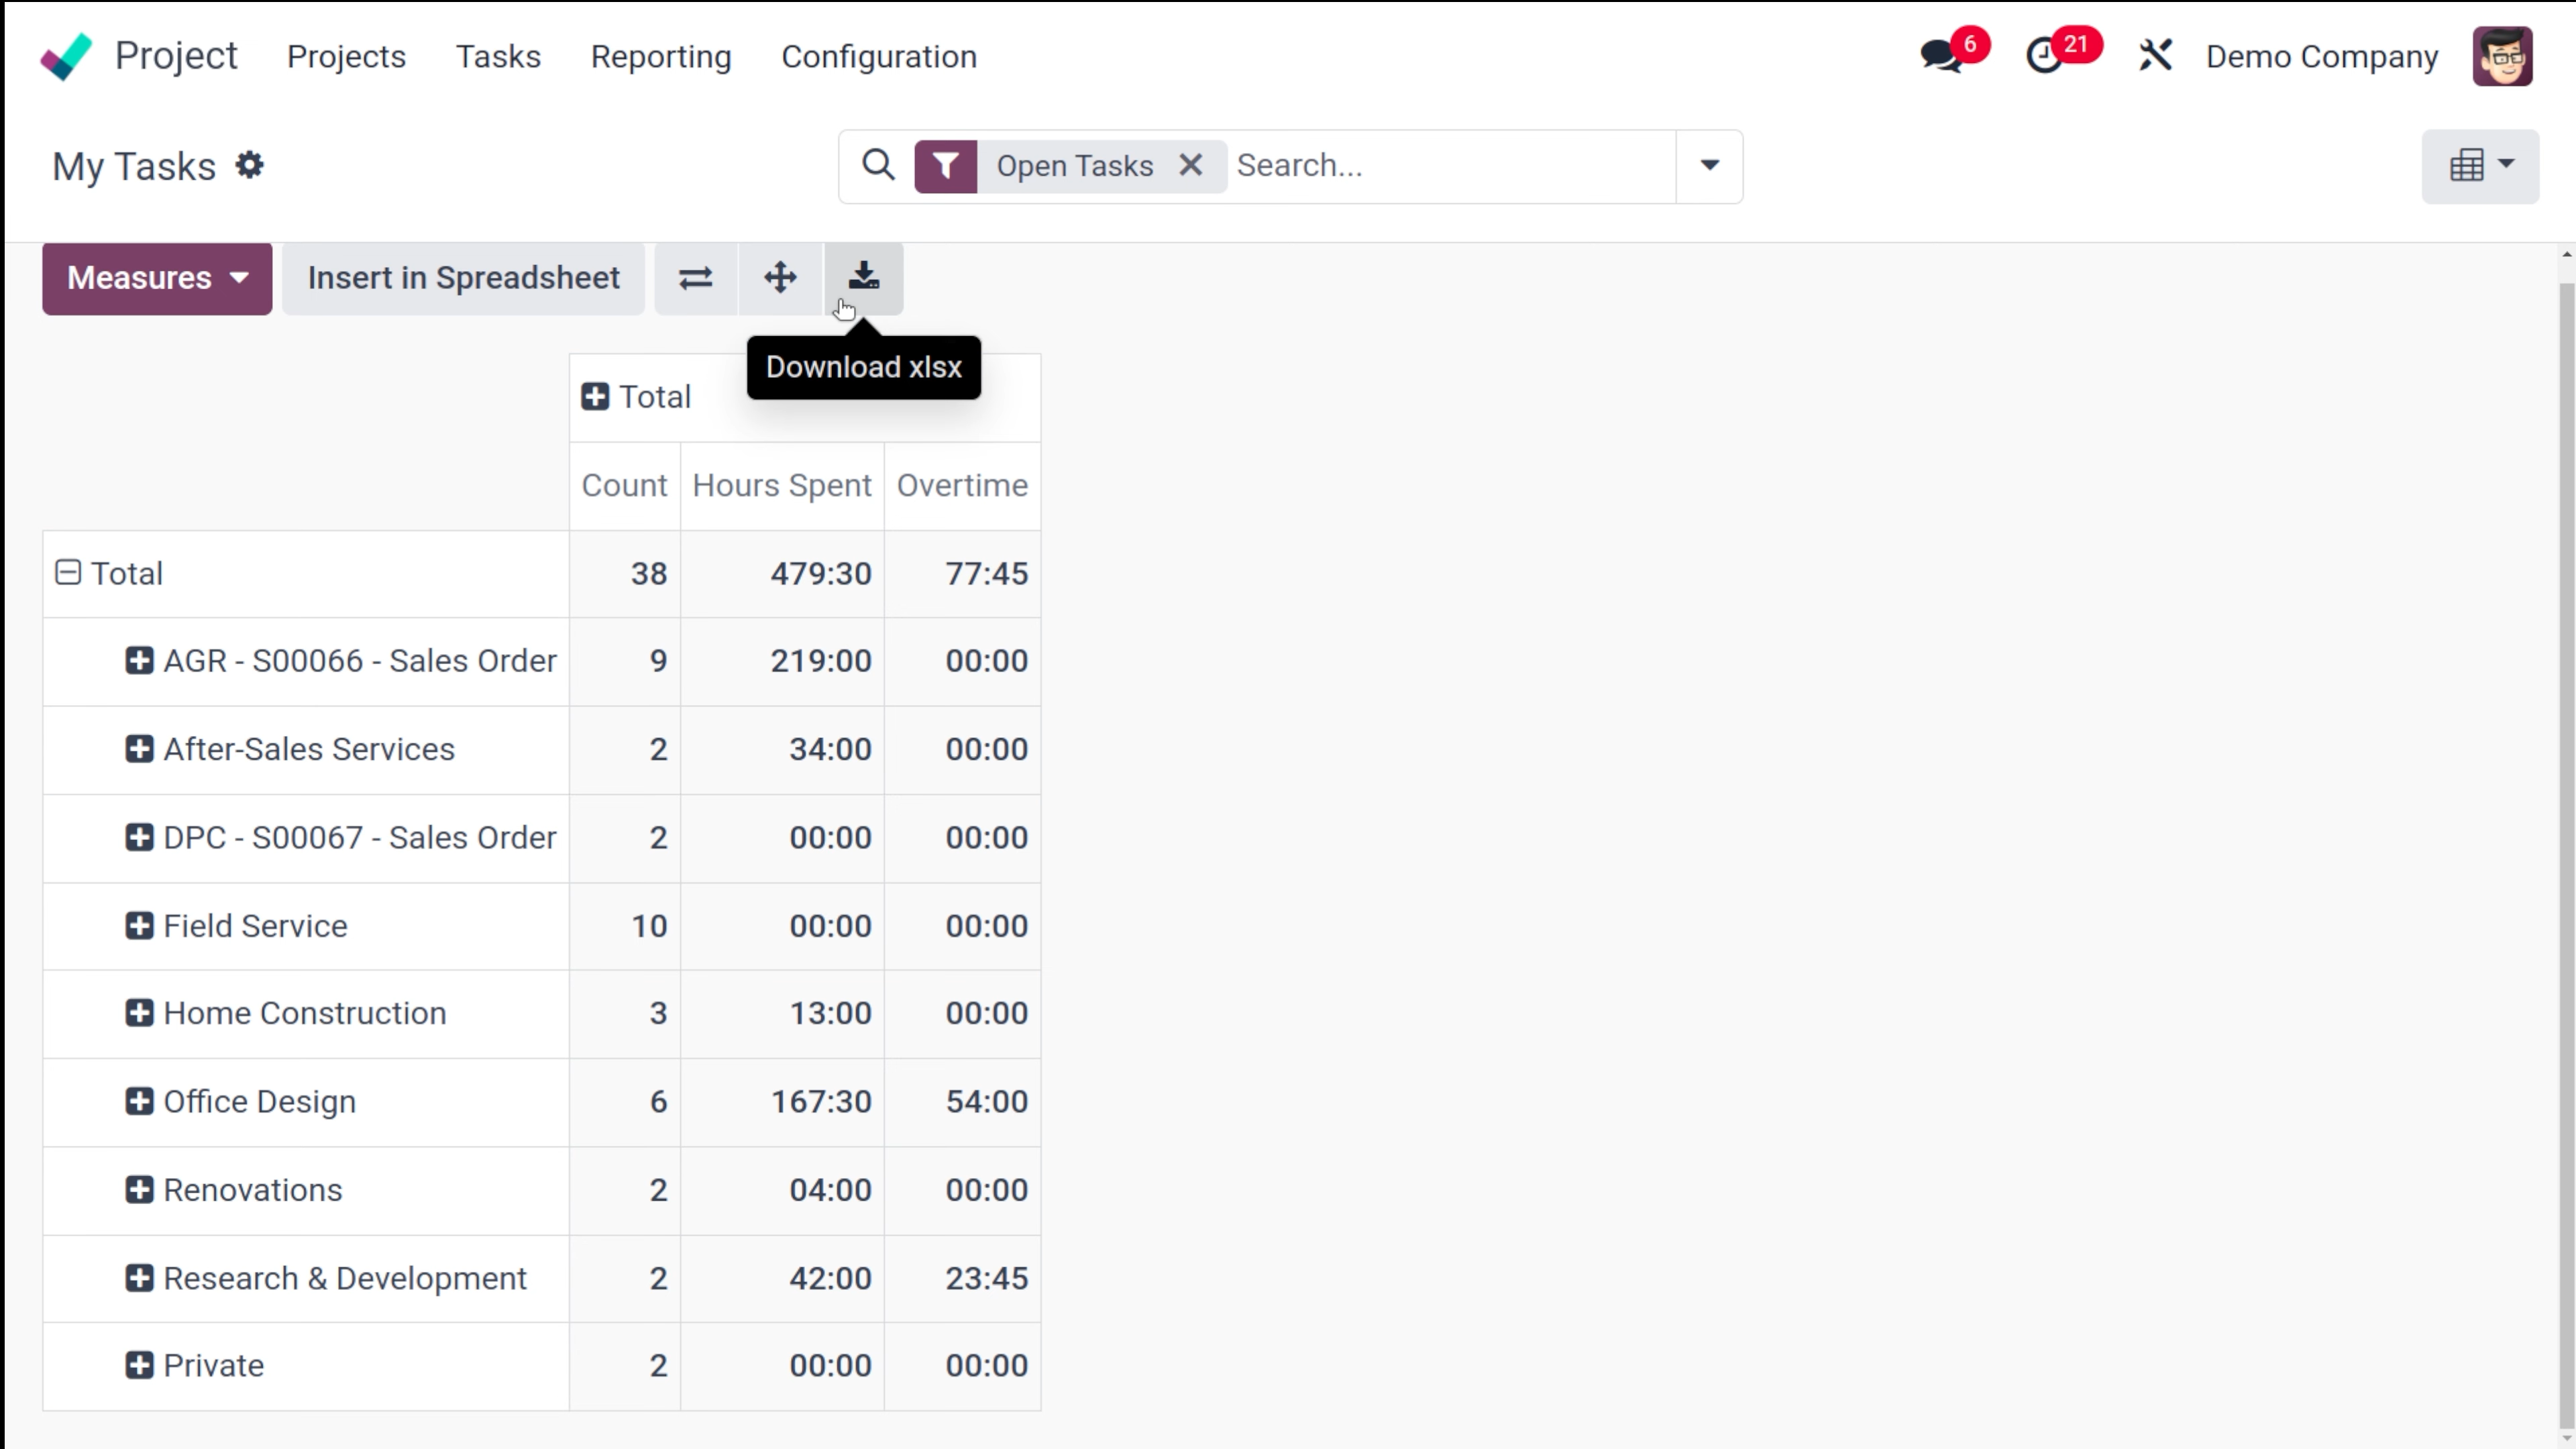 Project Projects Tasks Reporting Configuration 6 21 Demo Company
My Tasks Open Tasks Search...
Measures Insert in Spreadsheet
Download xlsx
Total
Count Hours Spent Overtime
Total 38 479:30 77:45
AGR - S00066 - Sales Order 9 219:00 00:00
After-Sales Services 2 34:00 00:00
DPC - S00067 - Sales Order 2 00:00 00:00
Field Service 10 00:00 00:00
Home Construction 3 13:00 00:00
Office Design 6 167:30 54:00
Renovations 2 04:00 00:00
Research & Development 2 42:00 23:45
Private 2 00:00 00:00